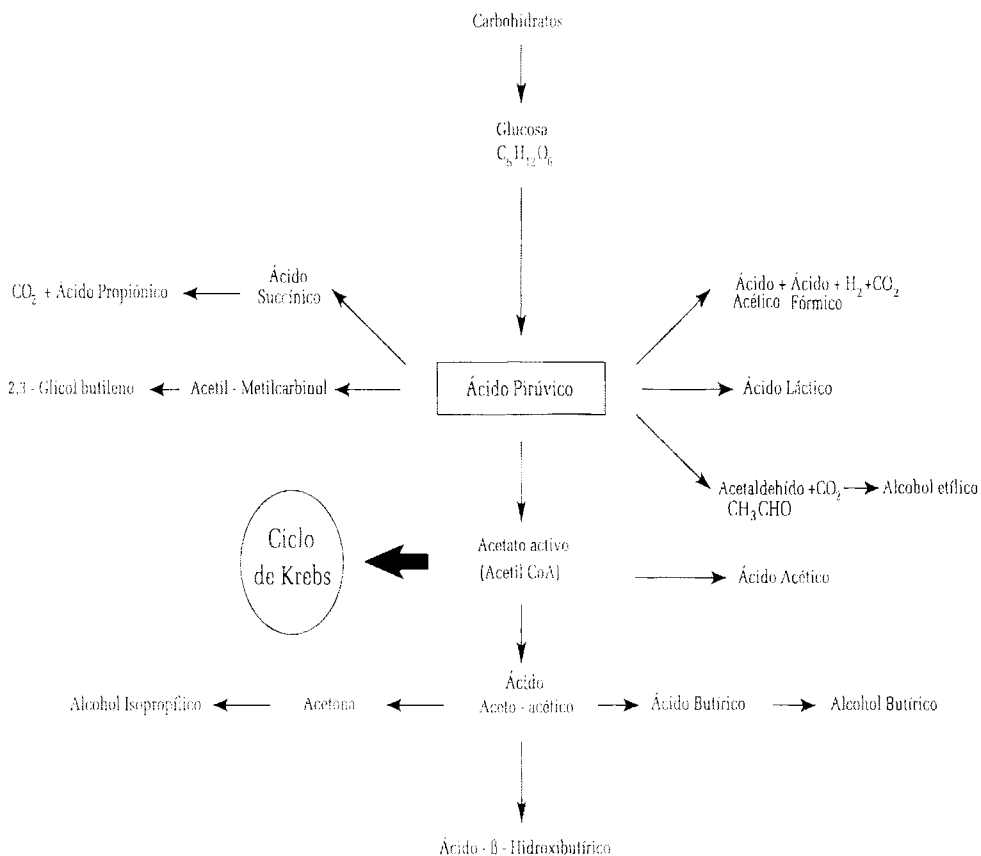 Carbohidratos
Glucosa
C₆H₁₂O₆
Ácido
Succínico
CO₂ + Ácido Propiónico
Ácido + Ácido + H₂ +CO₂
Acético Fórmico
2,3 - Glicol butileno
Acetil - Metilcarbinol
Ácido Pirúvico
Ácido Láctico
Acetaldehído +CO₂
CH₃CHO
Alcohol etílico
Ciclo
de Krebs
Acetato activo
(Acetil CoA)
Ácido Acético
Alcohol Isopropílico
Acetona
Ácido
Aceto - acético
Ácido Butírico
Alcohol Butírico
Ácido - β - Hidroxibutírico